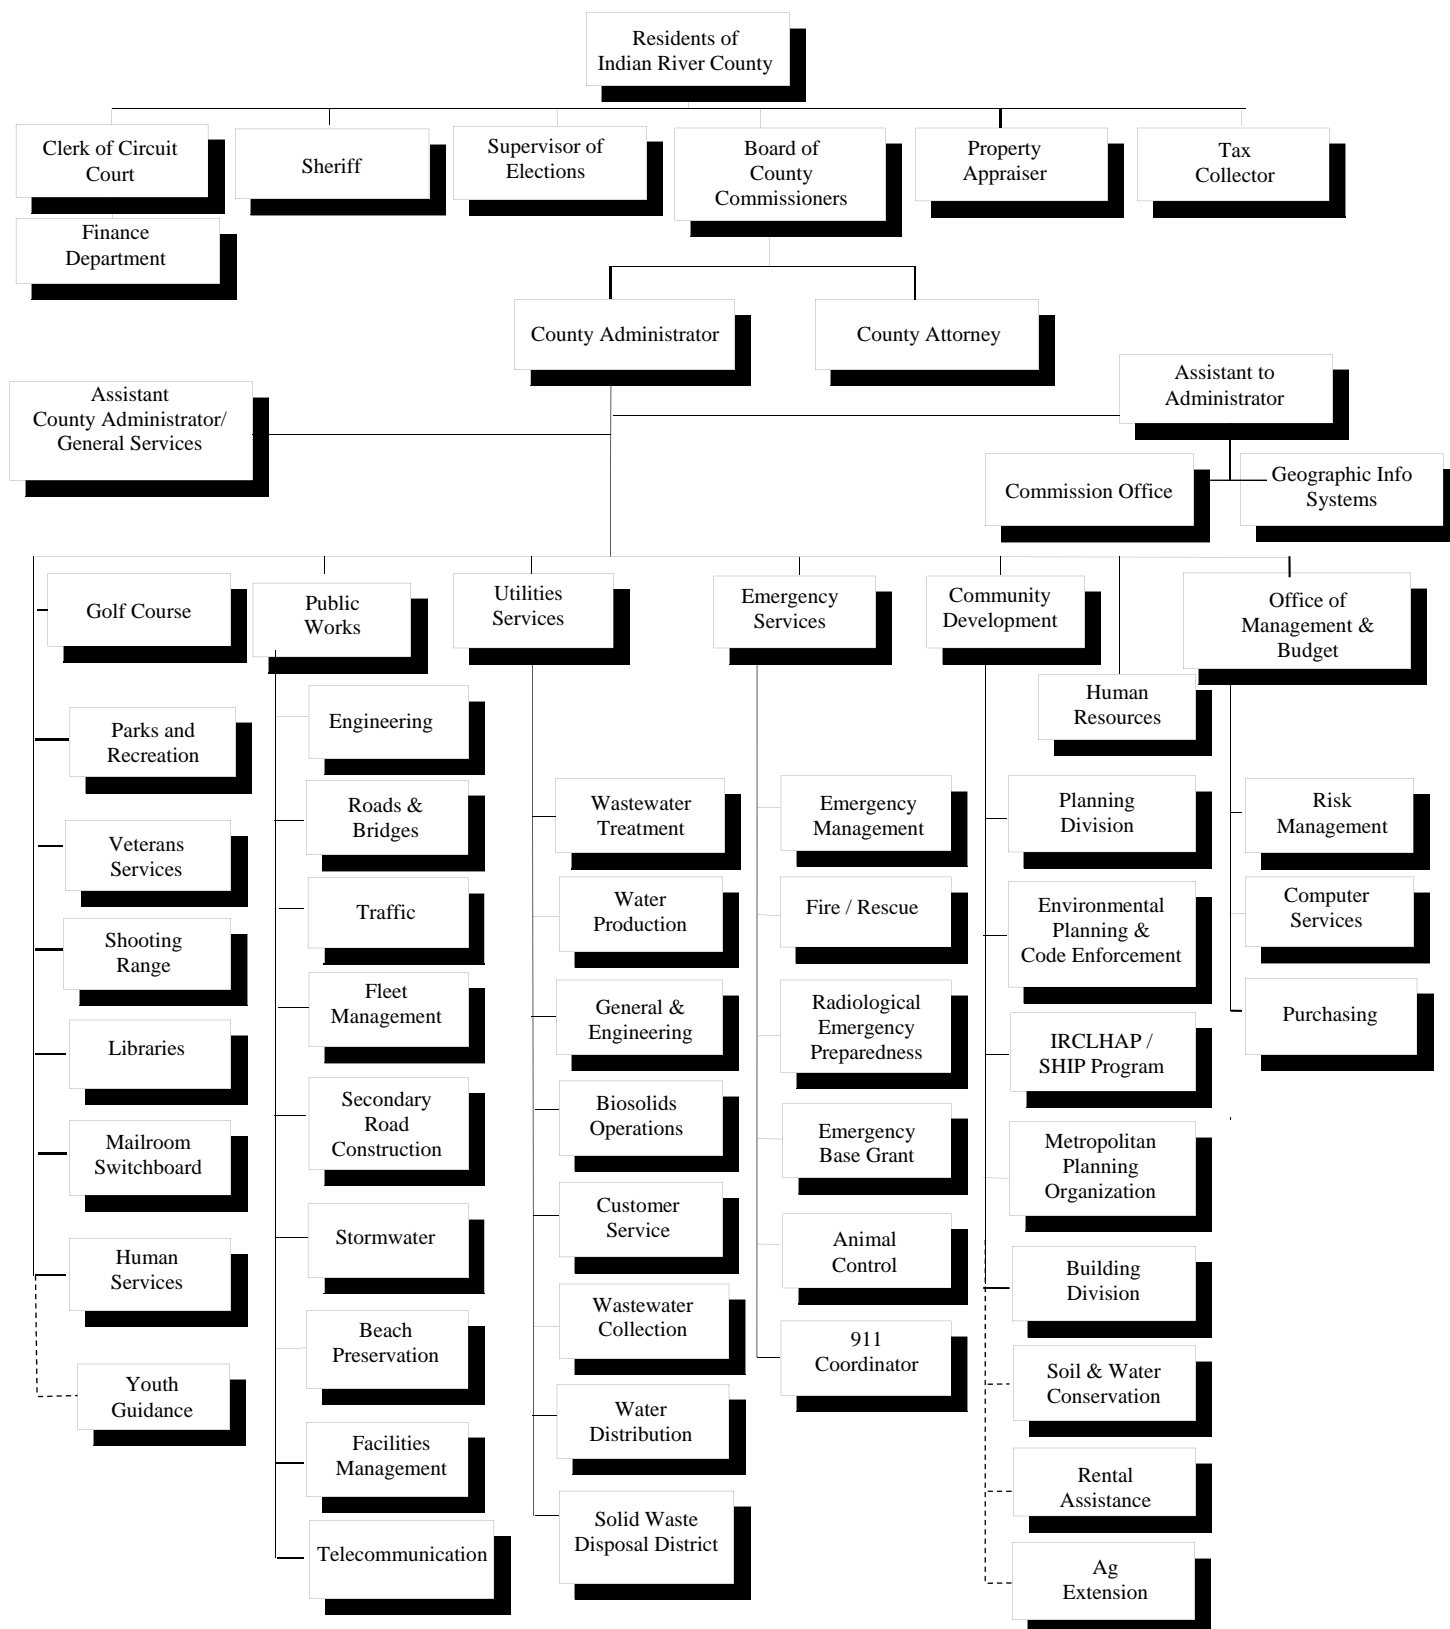 Residents of
Indian River County
Clerk of Circuit
Court
Sheriff
Supervisor of
Elections
Board of
County
Commissioners
Property
Appraiser
Tax
Collector
Finance
Department
County Administrator
County Attorney
Assistant
County Administrator/
General Services
Assistant to
Administrator
Commission Office
Geographic Info
Systems
Golf Course
Public
Works
Utilities
Services
Emergency
Services
Community
Development
Office of
Management &
Budget
Human
Resources
Parks and
Recreation
Veterans
Services
Shooting
Range
Libraries
Mailroom
Switchboard
Human
Services
Youth
Guidance
Engineering
Roads &
Bridges
Traffic
Fleet
Management
Secondary
Road
Construction
Stormwater
Beach
Preservation
Facilities
Management
Telecommunication
Wastewater
Treatment
Water
Production
General &
Engineering
Biosolids
Operations
Customer
Service
Wastewater
Collection
Water
Distribution
Solid Waste
Disposal District
Emergency
Management
Fire / Rescue
Radiological
Emergency
Preparedness
Emergency
Base Grant
Animal
Control
911
Coordinator
Planning
Division
Environmental
Planning &
Code Enforcement
IRCLHAP /
SHIP Program
Metropolitan
Planning
Organization
Building
Division
Soil & Water
Conservation
Rental
Assistance
Ag
Extension
Risk
Management
Computer
Services
Purchasing